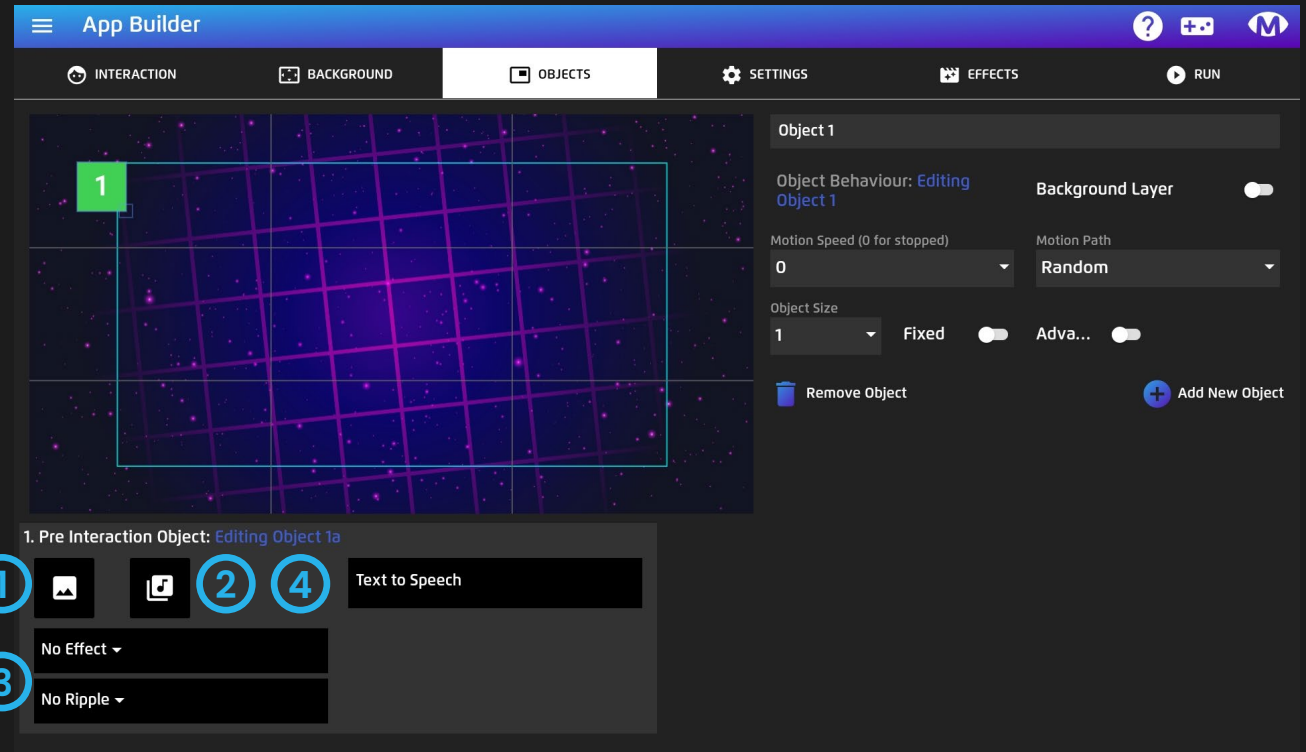 App Builder
?
M
INTERACTION
BACKGROUND
OBJECTS
SETTINGS
EFFECTS
RUN
1
Object 1
Object Behaviour: Editing
Object 1
Background Layer
Motion Speed (0 for stopped)
0
Motion Path
Random
Object Size
1
Fixed
Adva...
Remove Object
Add New Object
1. Pre Interaction Object: Editing Object 1a
1
2
4
Text to Speech
No Effect
3
No Ripple